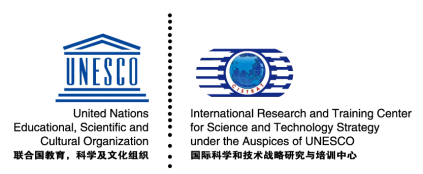 UNESCO
United Nations
Educational, Scientific and
Cultural Organization
联合国教育，科学及文化组织
CISTRAT
International Research and Training Center
for Science and Technology Strategy
under the Auspices of UNESCO
国际科学和技术战略研究与培训中心